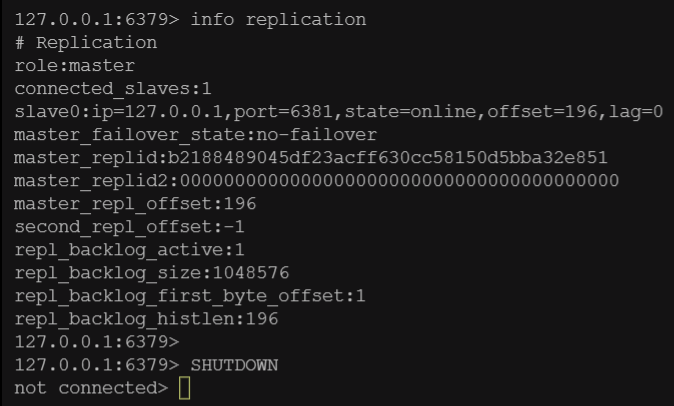 127.0.0.1:6379> info replication
# Replication
role:master
connected_slaves:1
slave0:ip=127.0.0.1,port=6381,state=online,offset=196,lag=0
master_failover_state:no-failover
master_replid:b2188489045df23acff630cc58150d5bba32e851
master_replid2:0000000000000000000000000000000000000000
master_repl_offset:196
second_repl_offset:-1
repl_backlog_active:1
repl_backlog_size:1048576
repl_backlog_first_byte_offset:1
repl_backlog_histlen:196
127.0.0.1:6379>
127.0.0.1:6379> SHUTDOWN
not connected>